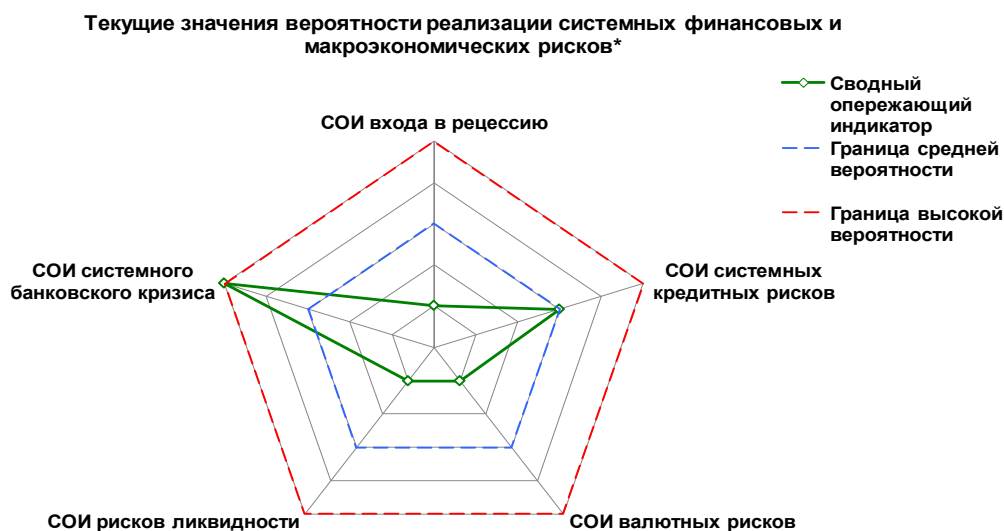 Текущие значения вероятности реализации системных финансовых и
макроэкономических рисков*
Сводный
опережающий
индикатор
Граница средней
вероятности
Граница высокой
вероятности
СОИ входа в рецессию
СОИ системных
кредитных рисков
СОИ валютных рисков
СОИ рисков ликвидности
СОИ системного
банковского кризиса